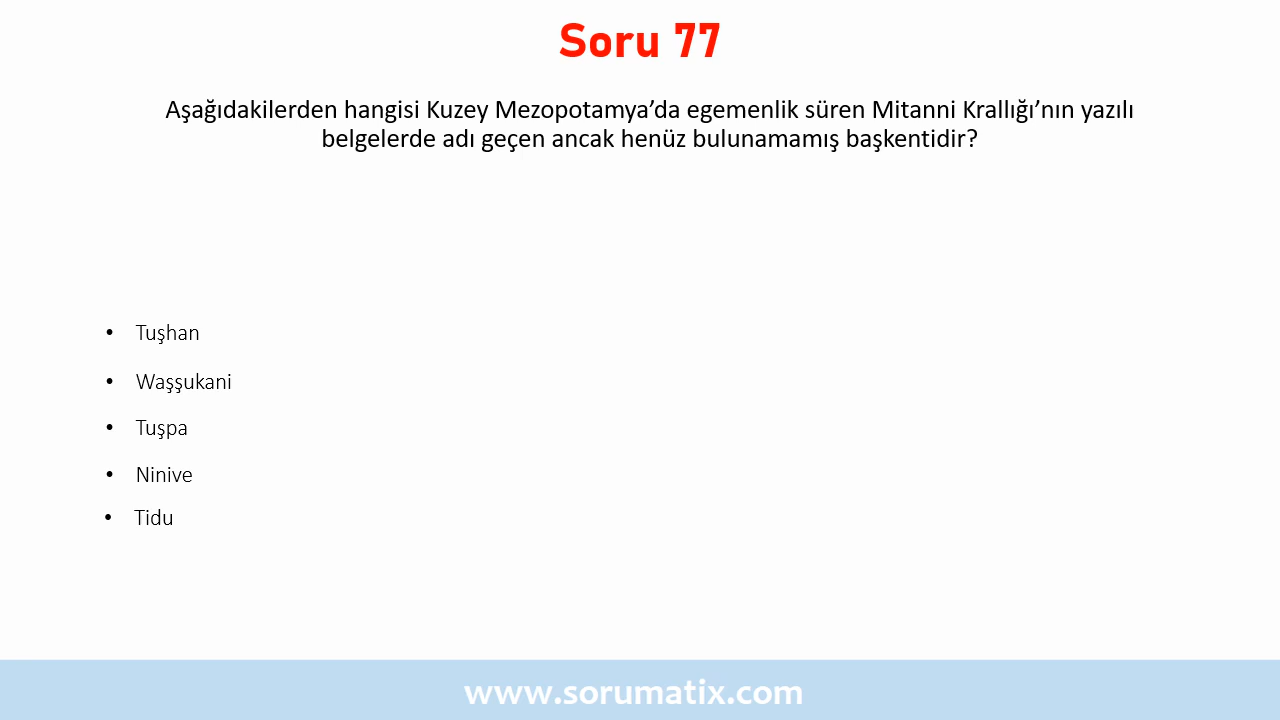 Soru 77
Aşağıdakilerden hangisi Kuzey Mezopotamya’da egemenlik süren Mitanni Krallığı’nın yazılı
belgelerde adı geçen ancak henüz bulunamamış başkentidir?
• Tuşhan
• Waşşukani
• Tuşpa
• Ninive
• Tidu
www.sorumatix.com